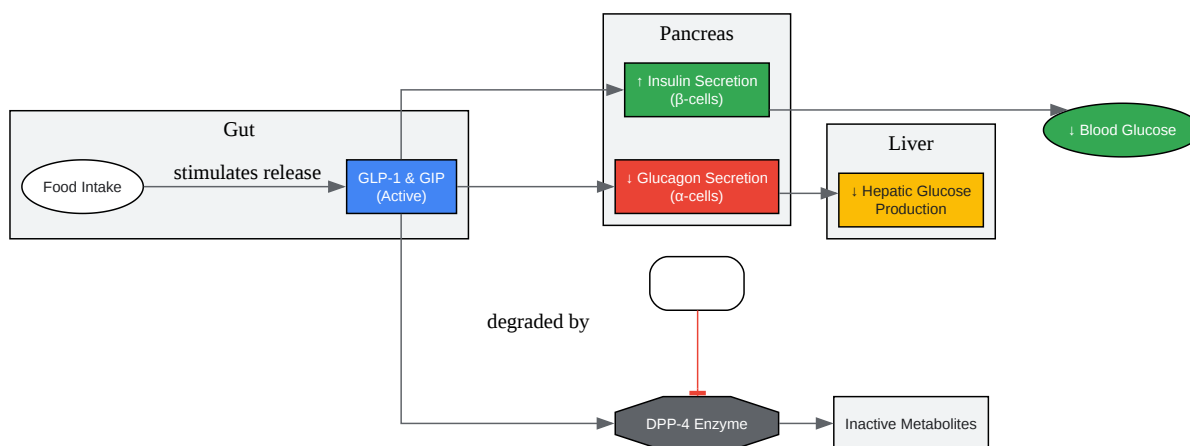 Pancreas
↑ Insulin Secretion
(β-cells)
Gut
↓ Blood Glucose
Liver
stimulates release
Food Intake
GLP-1 & GIP
(Active)
↓ Glucagon Secretion
(α-cells)
↓ Hepatic Glucose
Production
degraded by
DPP-4 Enzyme
Inactive Metabolites